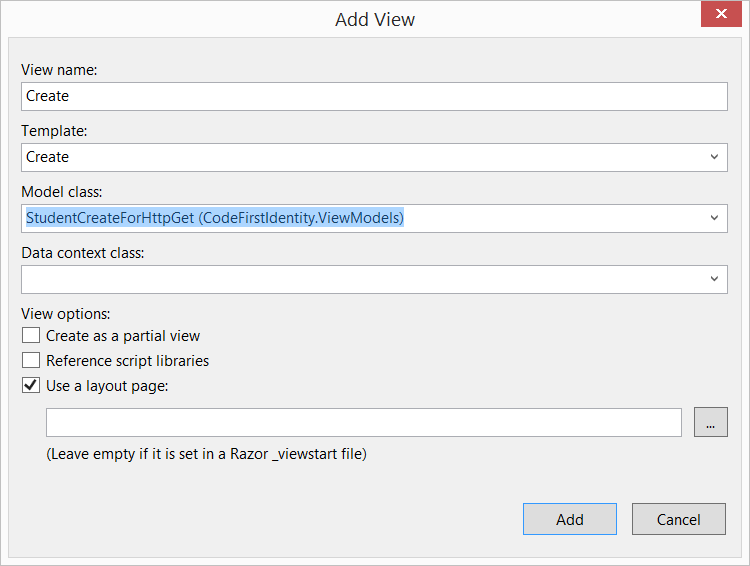 Add View
View name:
Create
Template:
Create
Model class:
StudentCreateForHttpGet (CodeFirstIdentity.ViewModels)
Data context class:
View options:
Create as a partial view
Reference script libraries
Use a layout page:
...
(Leave empty if it is set in a Razor _viewstart file)
Add Cancel